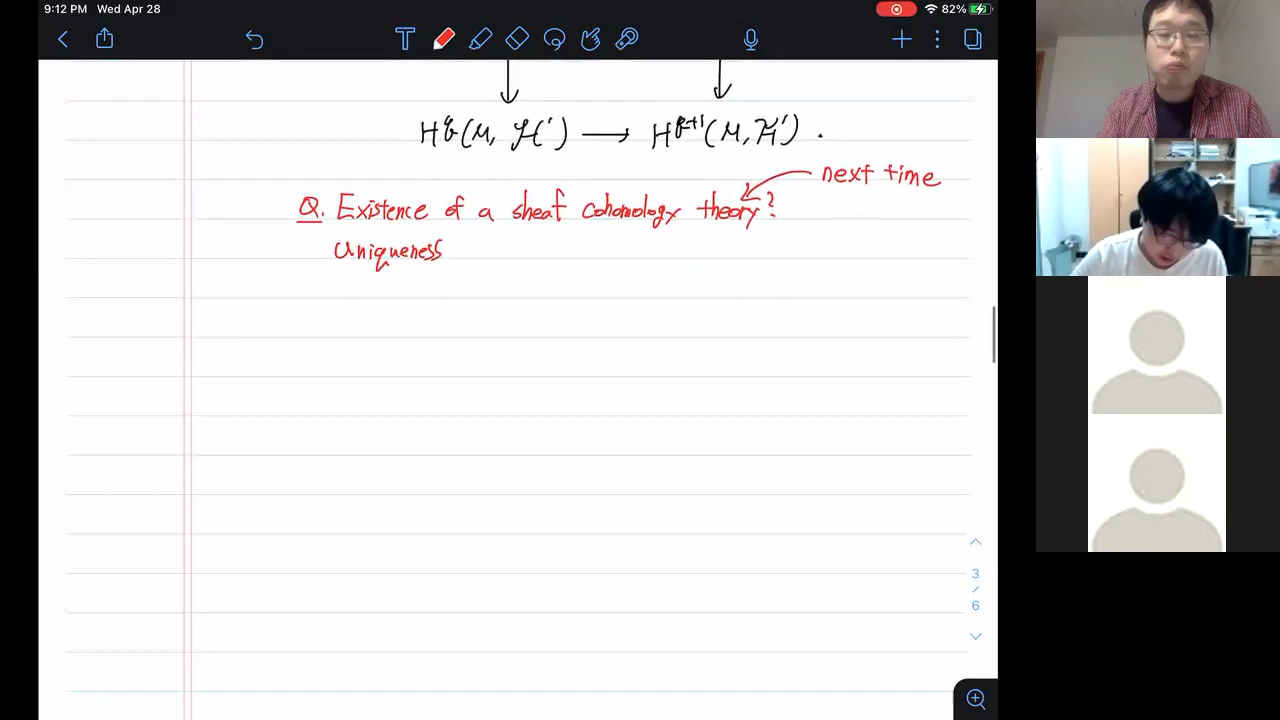 9:12 PM Wed Apr 28
82%
H^q(M, ℋ') ⟶ H^{q+1}(M, ℋ') .
next time
Q. Existence of a sheaf cohomology theory?
Uniqueness
3
/
6